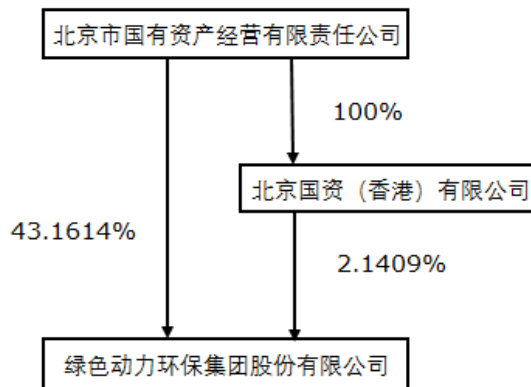 北京市国有资产经营有限责任公司
100%
北京国资（香港）有限公司
43.1614%
2.1409%
绿色动力环保集团股份有限公司